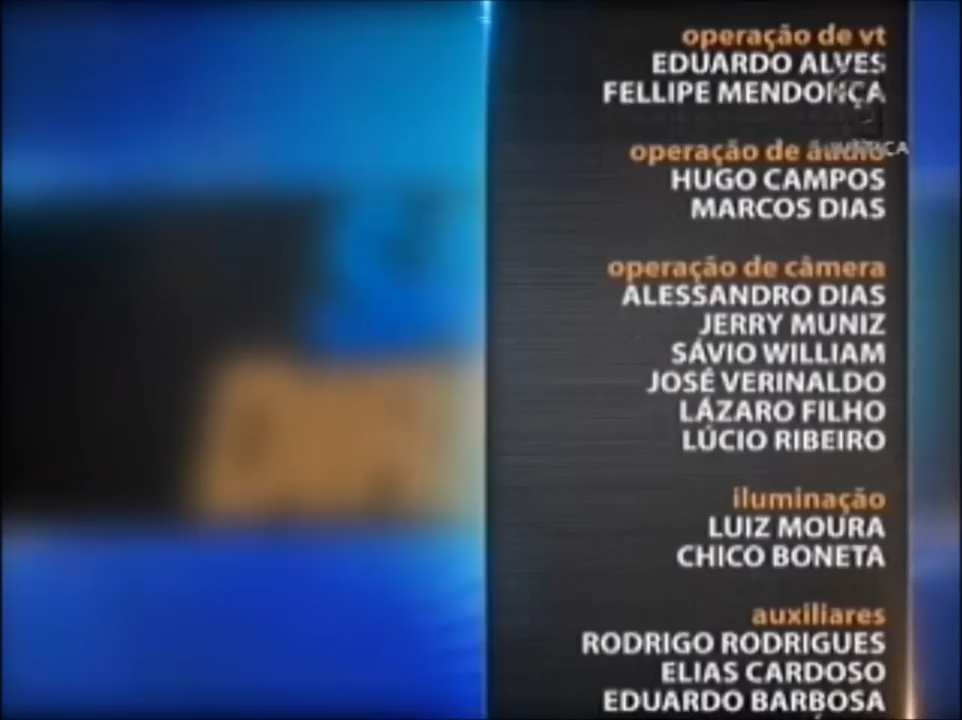 operação de vt
EDUARDO ALVES
FELLIPE MENDONÇA
operação de áudio
HUGO CAMPOS
MARCOS DIAS
operação de câmera
ALESSANDRO DIAS
JERRY MUNIZ
SÁVIO WILLIAM
JOSÉ VERINALDO
LÁZARO FILHO
LÚCIO RIBEIRO
iluminação
LUIZ MOURA
CHICO BONETA
auxiliares
RODRIGO RODRIGUES
ELIAS CARDOSO
EDUARDO BARBOSA